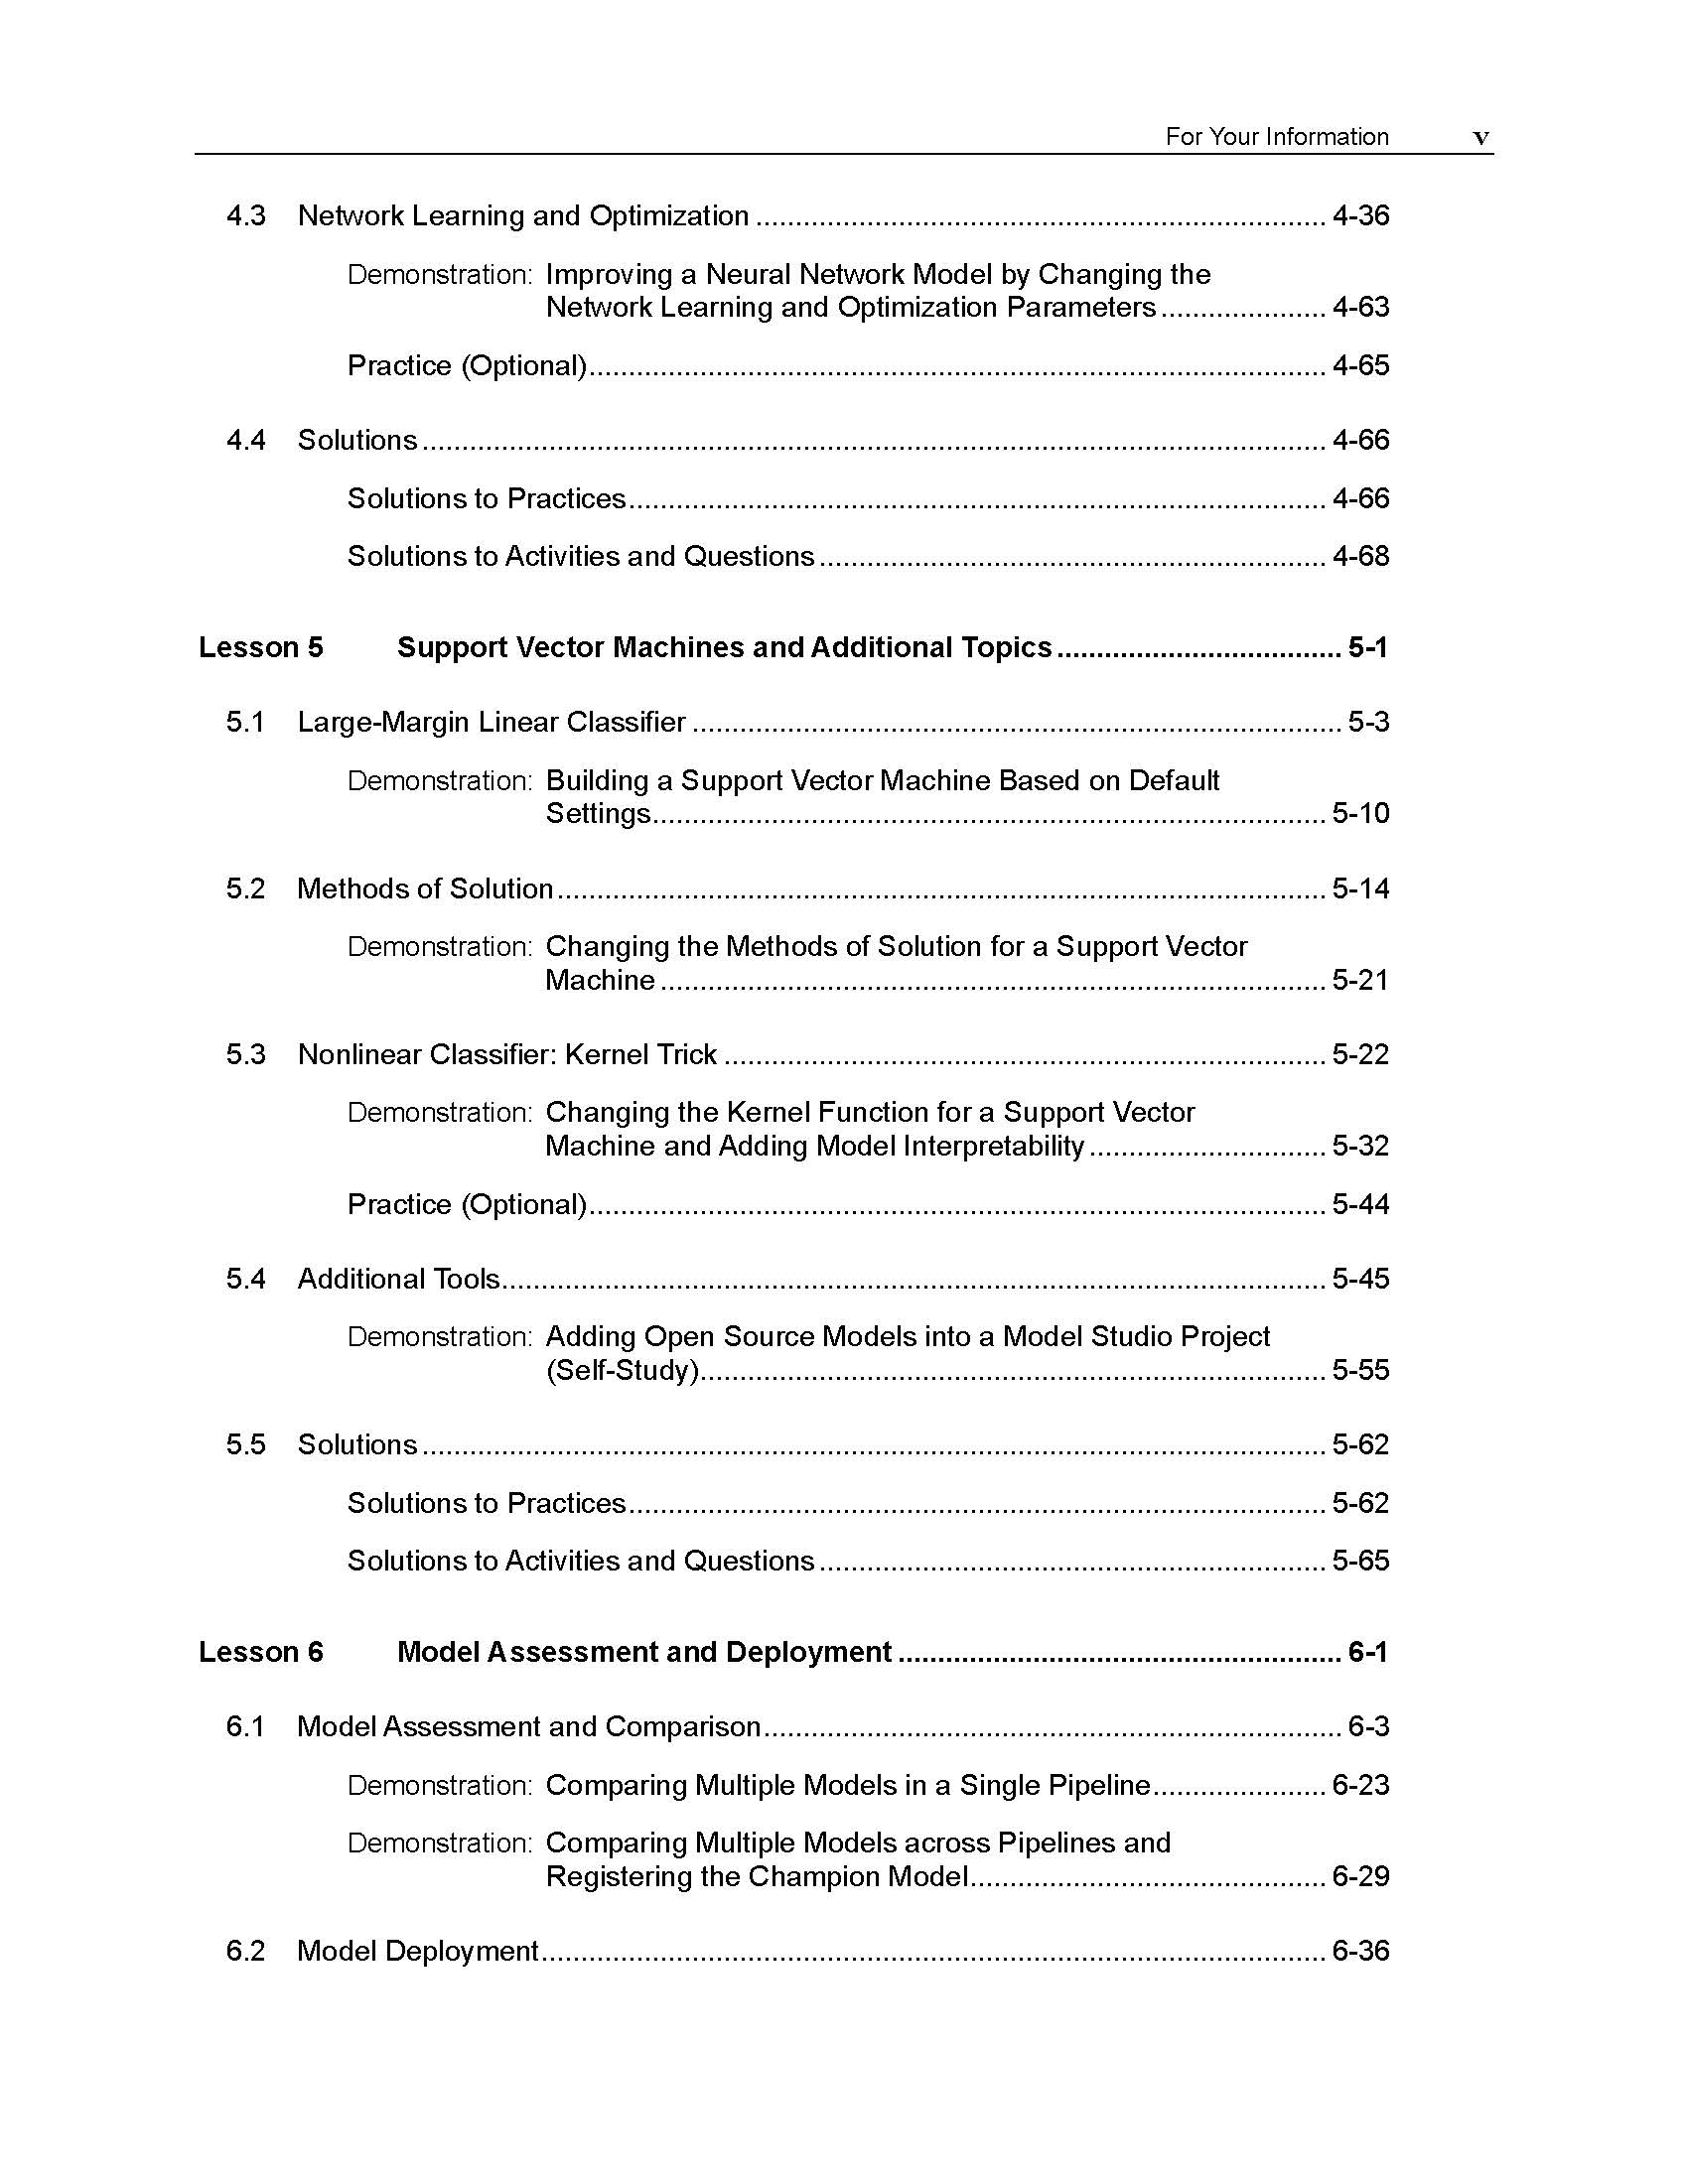 For Your Information v
4.3 Network Learning and Optimization ........ 4-36
Demonstration: Improving a Neural Network Model by Changing the
Network Learning and Optimization Parameters ........ 4-63
Practice (Optional) ........ 4-65
4.4 Solutions ........ 4-66
Solutions to Practices ........ 4-66
Solutions to Activities and Questions ........ 4-68
Lesson 5 Support Vector Machines and Additional Topics ........ 5-1
5.1 Large-Margin Linear Classifier ........ 5-3
Demonstration: Building a Support Vector Machine Based on Default
Settings ........ 5-10
5.2 Methods of Solution ........ 5-14
Demonstration: Changing the Methods of Solution for a Support Vector
Machine ........ 5-21
5.3 Nonlinear Classifier: Kernel Trick ........ 5-22
Demonstration: Changing the Kernel Function for a Support Vector
Machine and Adding Model Interpretability ........ 5-32
Practice (Optional) ........ 5-44
5.4 Additional Tools ........ 5-45
Demonstration: Adding Open Source Models into a Model Studio Project
(Self-Study) ........ 5-55
5.5 Solutions ........ 5-62
Solutions to Practices ........ 5-62
Solutions to Activities and Questions ........ 5-65
Lesson 6 Model Assessment and Deployment ........ 6-1
6.1 Model Assessment and Comparison ........ 6-3
Demonstration: Comparing Multiple Models in a Single Pipeline ........ 6-23
Demonstration: Comparing Multiple Models across Pipelines and
Registering the Champion Model ........ 6-29
6.2 Model Deployment ........ 6-36